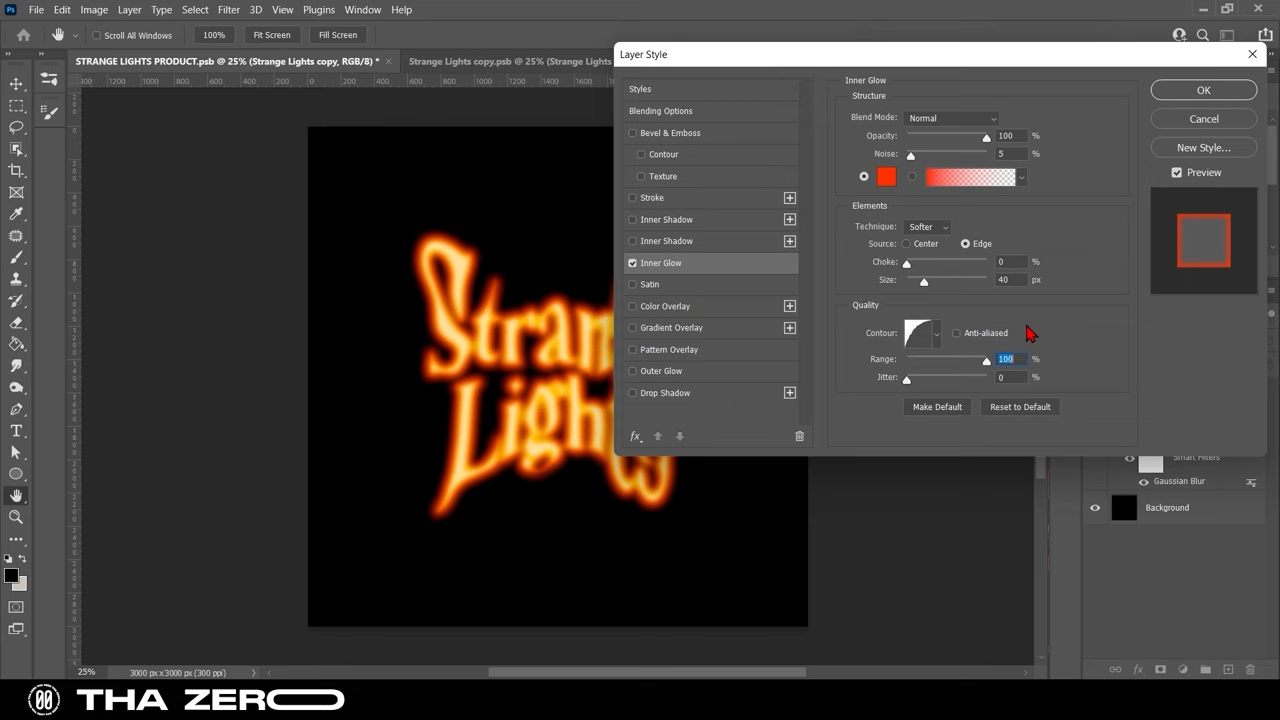 Ps File Edit Image Layer Type Select Filter 3D View Plugins Window Help
Scroll All Windows 100% Fit Screen Fill Screen
Layer Style
STRANGE LIGHTS PRODUCT.psb @ 25% (Strange Lights copy, RGB/8) * Strange Lights copy.psb @ 25% (Strange Lights
Styles
Blending Options
Bevel & Emboss
Contour
Texture
Stroke
Inner Shadow
Inner Shadow
Inner Glow
Satin
Color Overlay
Gradient Overlay
Pattern Overlay
Outer Glow
Drop Shadow
fx
Inner Glow
Structure
Blend Mode: Normal
Opacity: 100 %
Noise: 5 %
Elements
Technique: Softer
Source: Center Edge
Choke: 0 %
Size: 40 px
Quality
Contour: Anti-aliased
Range: 100 %
Jitter: 0 %
Make Default Reset to Default
OK
Cancel
New Style...
Preview
Stran
Lights
Smart Filters
Gaussian Blur
Background
25% 3000 px x 3000 px (300 ppi)
fx
00 THA ZERO